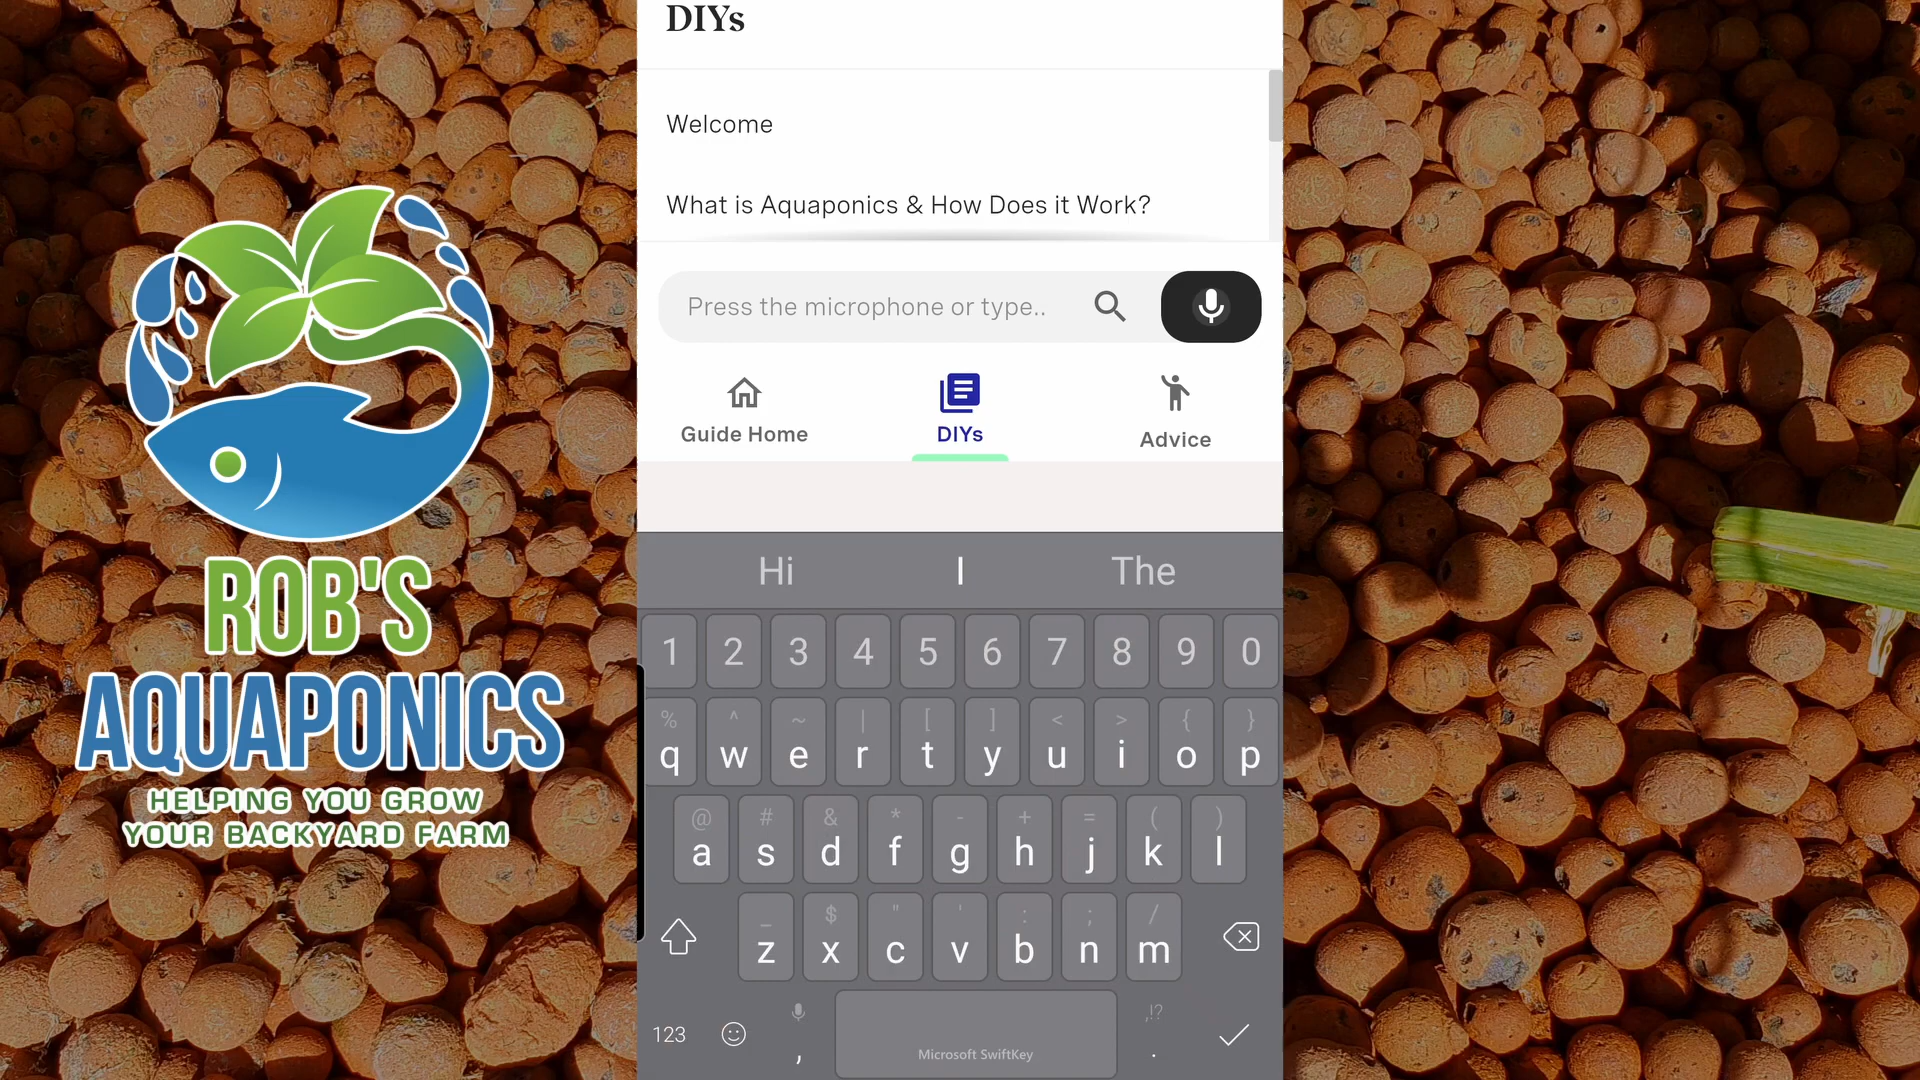 ROB'S
AQUAPONICS
HELPING YOU GROW
YOUR BACKYARD FARM
DIYs
Welcome
What is Aquaponics & How Does it Work?
Press the microphone or type..
Guide Home
DIYs
Advice
Hi
I
The
1 2 3 4 5 6 7 8 9 0
% ^ ~ | [ ] < > { }
q w e r t y u i o p
@ # & * - + = ( )
a s d f g h j k l
_ $ " ' : ; /
z x c v b n m
,!?
123 , Microsoft SwiftKey .